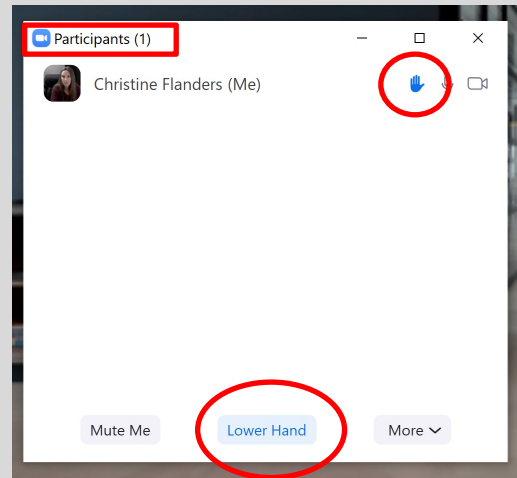 Participants (1)
Christine Flanders (Me)
Mute Me Lower Hand More